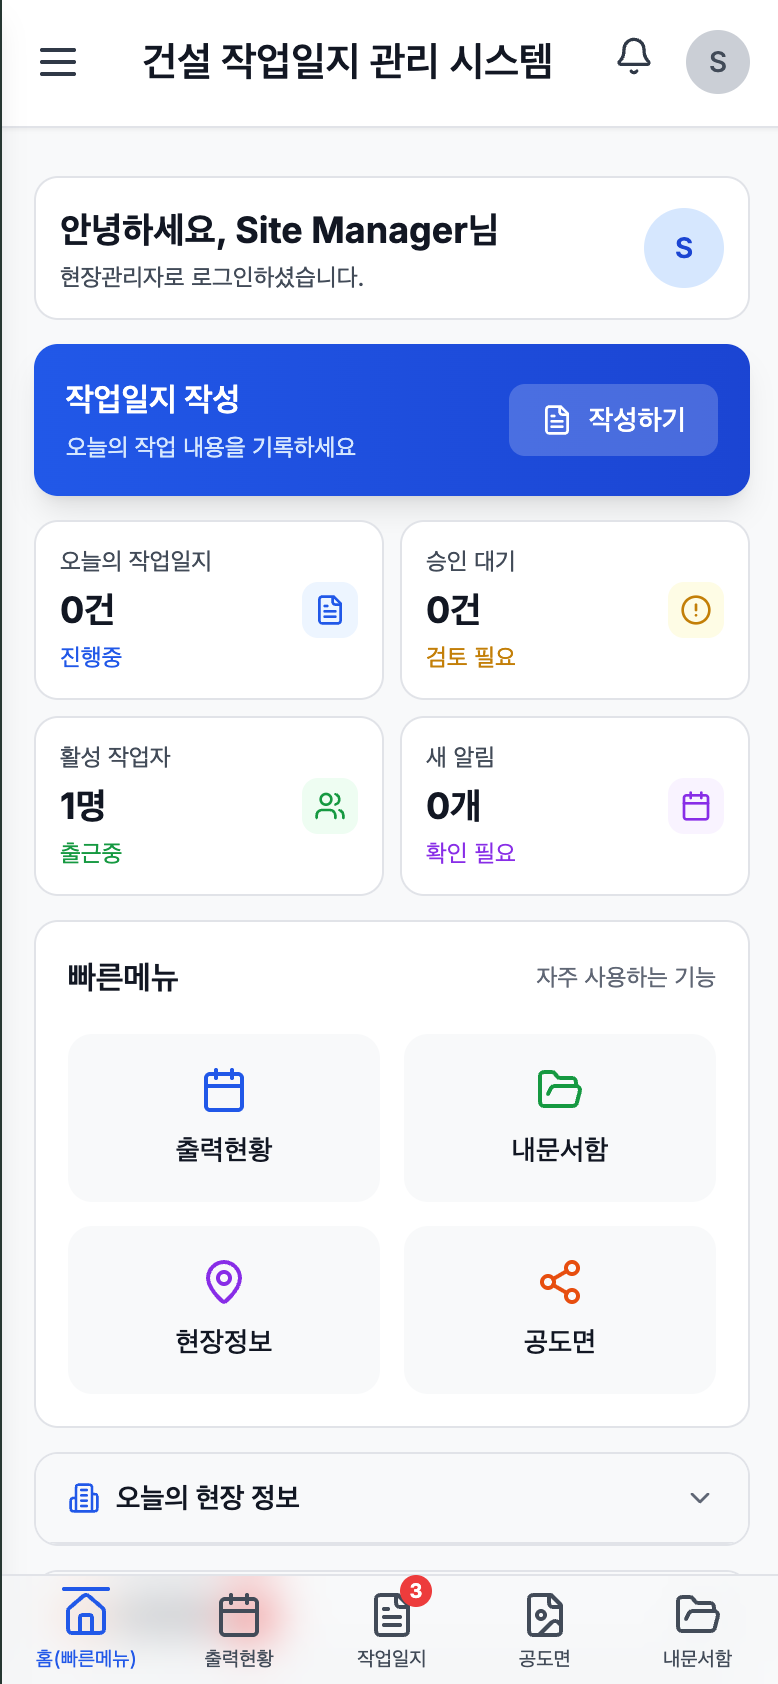 건설 작업일지 관리 시스템
S
안녕하세요, Site Manager님
현장관리자로 로그인하셨습니다.
S
작업일지 작성
오늘의 작업 내용을 기록하세요
작성하기
오늘의 작업일지
0건
진행중
승인 대기
0건
검토 필요
활성 작업자
1명
출근중
새 알림
0개
확인 필요
빠른메뉴
자주 사용하는 기능
출력현황
내문서함
현장정보
공도면
오늘의 현장 정보
홈(빠른메뉴)
출력현황
3
작업일지
공도면
내문서함